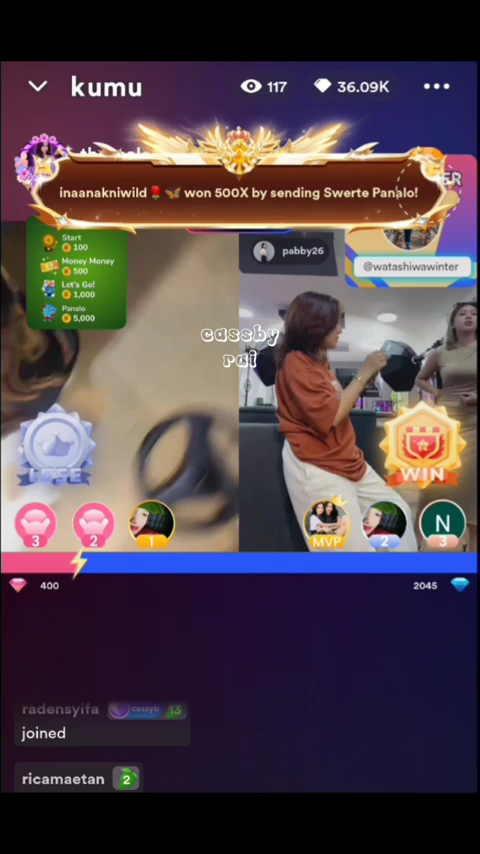 kumu
117
36.09K
inaanakniwild🌹🦋 won 500X by sending Swerte Panalo!
Start
100
Money Money
500
Let's Go!
1,000
Panalo
5,000
pabby26
@watashiwawinter
cassby
rai
LOSE
WIN
3
2
1
MVP
2
N
3
400
2045
radensyifa cassyb 13
joined
ricamaetan 2